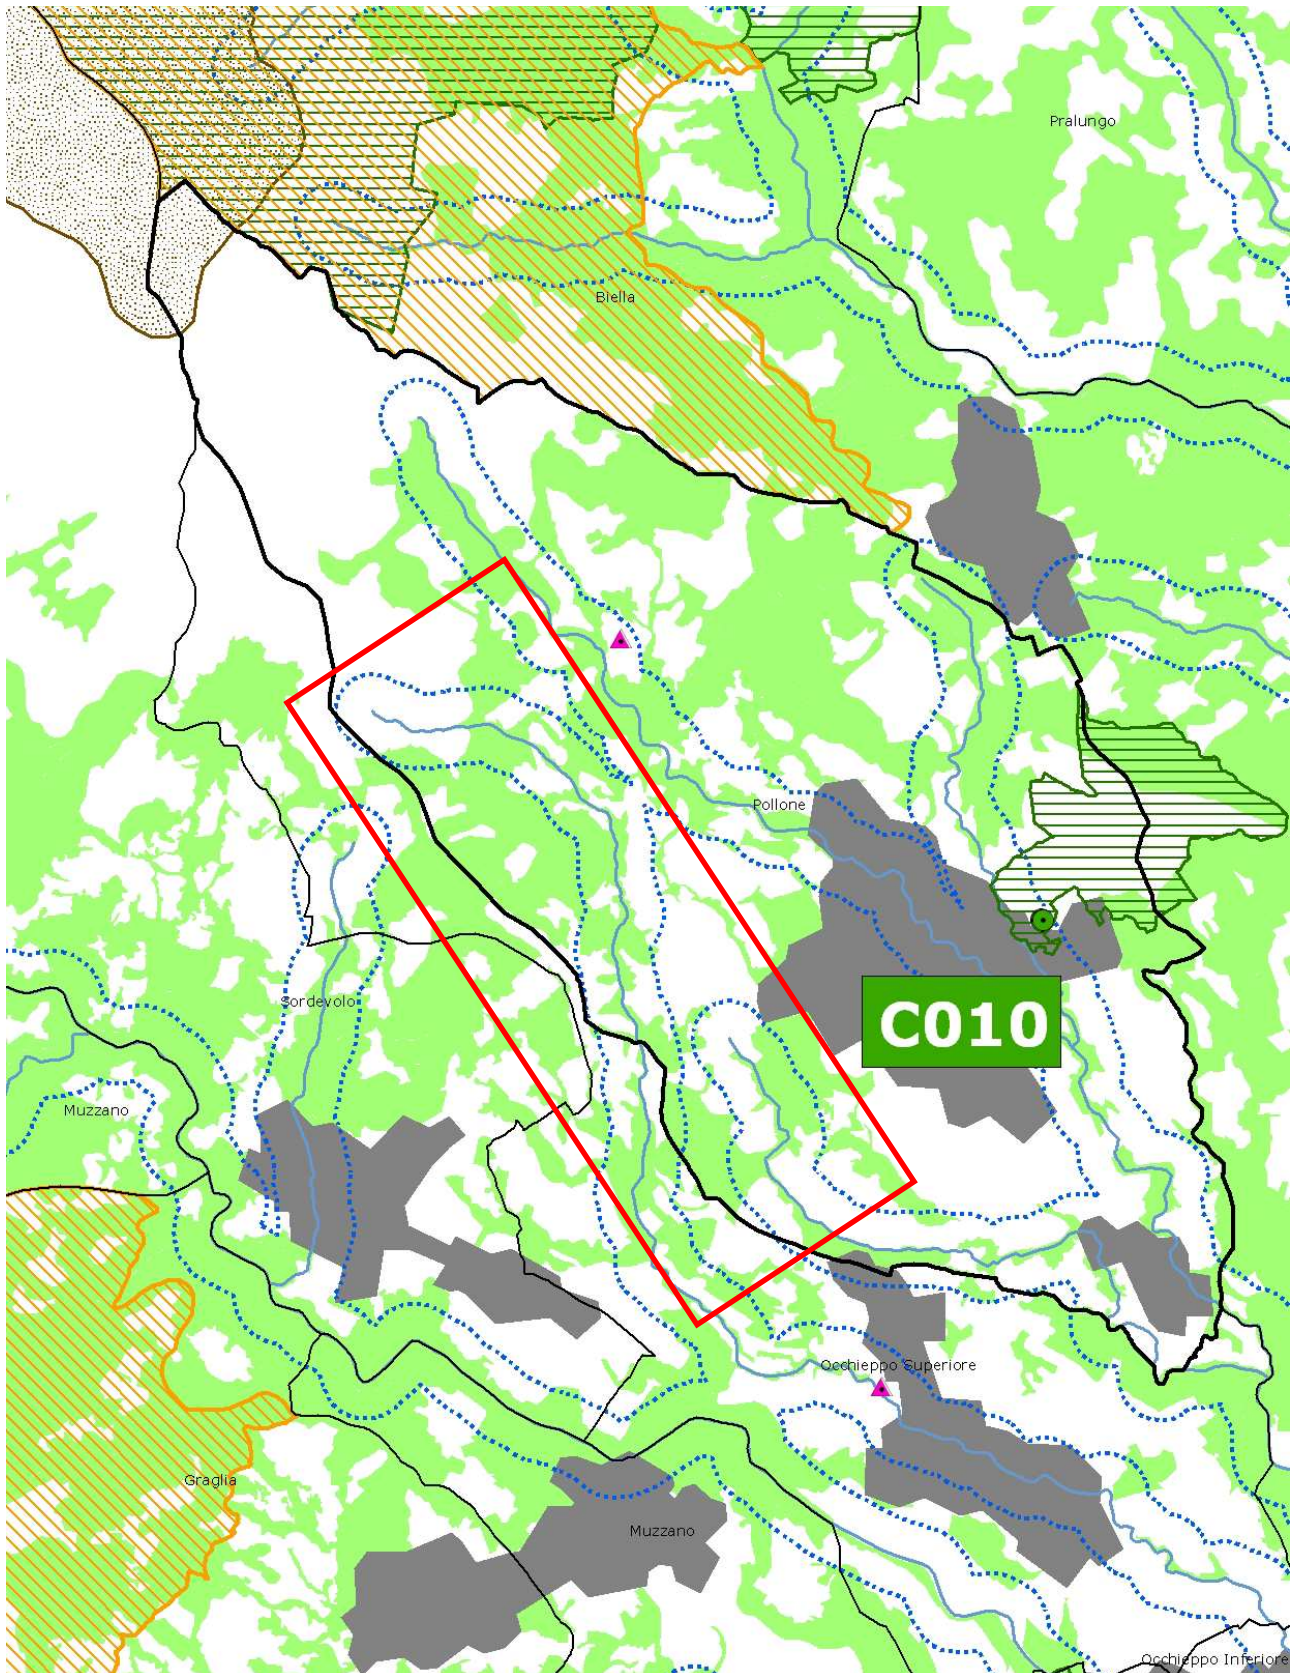 Pralungo
Biella
Pollone
C010
Sordevolo
Muzzano
Occhieppo Superiore
Graglia
Muzzano
Occhieppo Inferiore